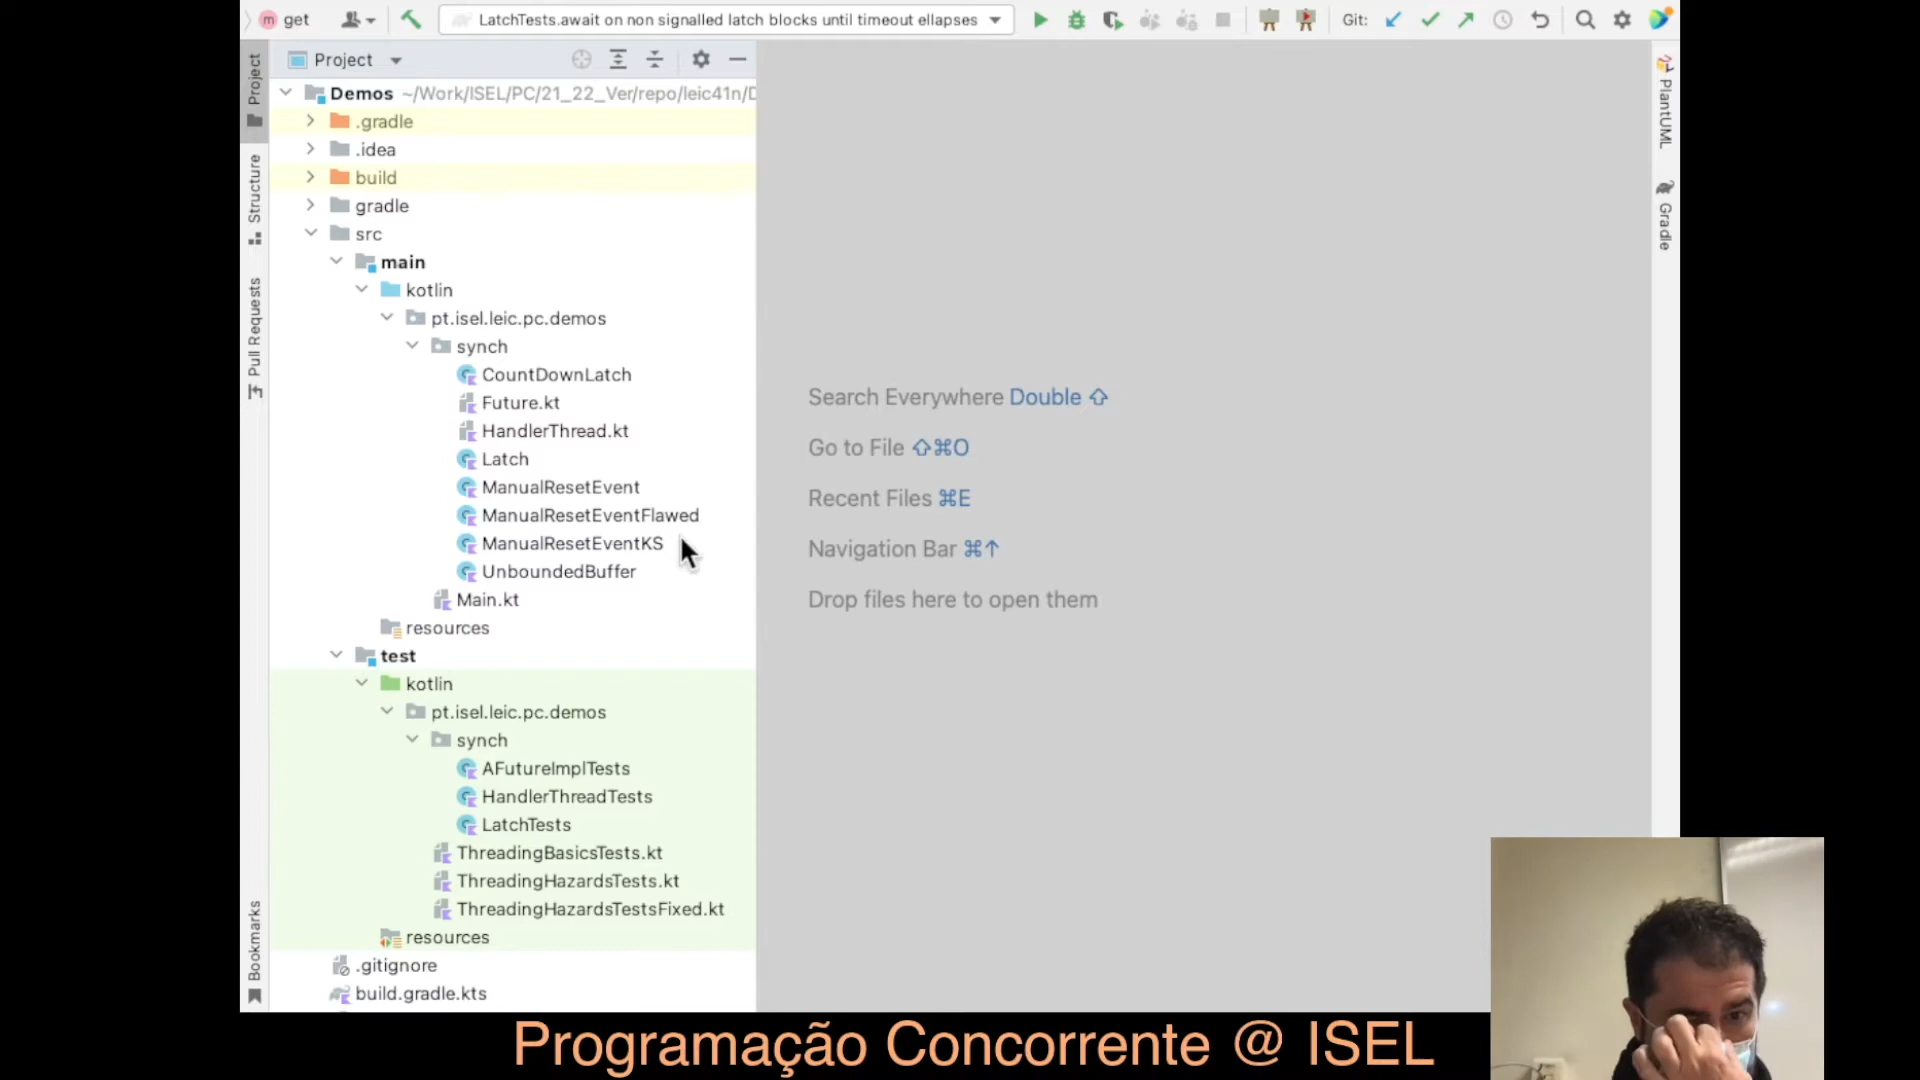 get
LatchTests.await on non signalled latch blocks until timeout ellapses
Git:
Project
Structure
Pull Requests
Bookmarks
Project
Demos ~/Work/ISEL/PC/21_22_Ver/repo/leic41n/D
.gradle
.idea
build
gradle
src
main
kotlin
pt.isel.leic.pc.demos
synch
CountDownLatch
Future.kt
HandlerThread.kt
Latch
ManualResetEvent
ManualResetEventFlawed
ManualResetEventKS
UnboundedBuffer
Main.kt
resources
test
kotlin
pt.isel.leic.pc.demos
synch
AFutureImplTests
HandlerThreadTests
LatchTests
ThreadingBasicsTests.kt
ThreadingHazardsTests.kt
ThreadingHazardsTestsFixed.kt
resources
.gitignore
build.gradle.kts
Search Everywhere Double ⇧
Go to File ⇧⌘O
Recent Files ⌘E
Navigation Bar ⌘↑
Drop files here to open them
PlantUML
Gradle
Programação Concorrente @ ISEL